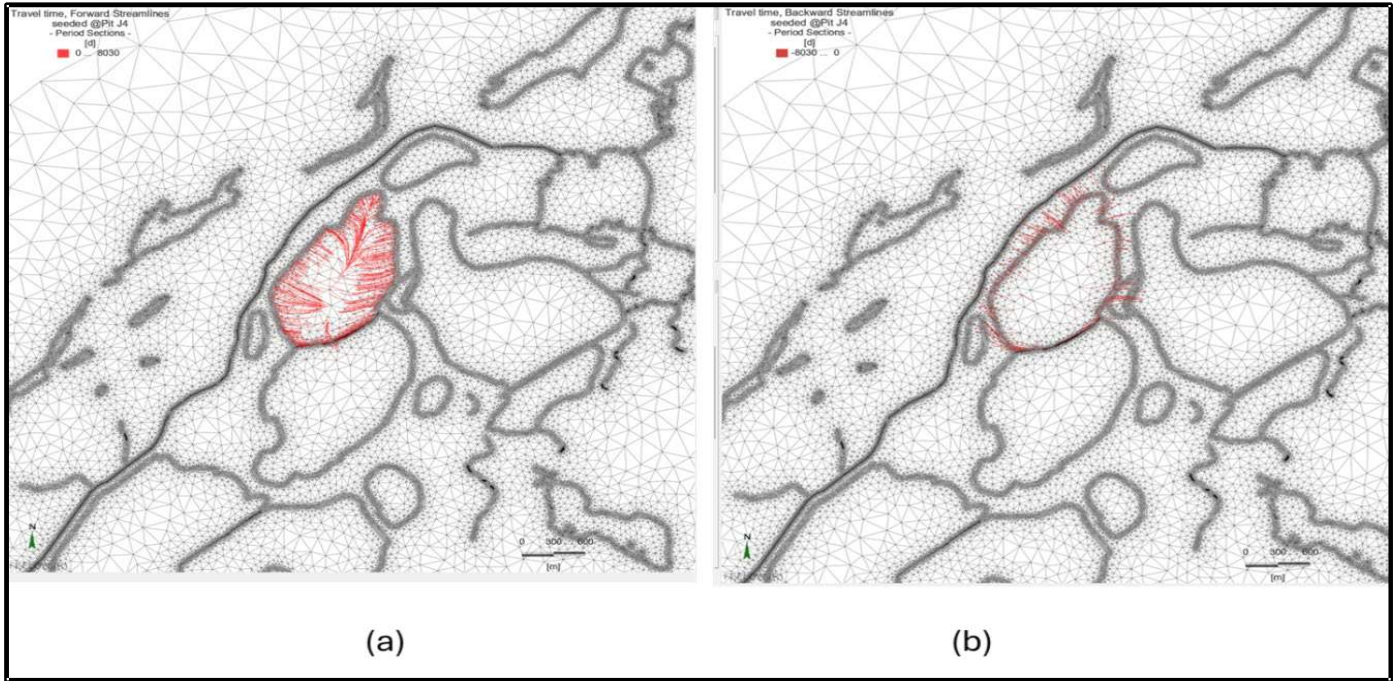 Travel time, Forward Streamlines
seeded @Pit J4
- Period Sections -
[d]
0 ... 8030
N
0 300 600
[m]
Travel time, Backward Streamlines
seeded @Pit J4
- Period Sections -
[d]
-8030 ... 0
N
0 300 600
[m]
(a)
(b)